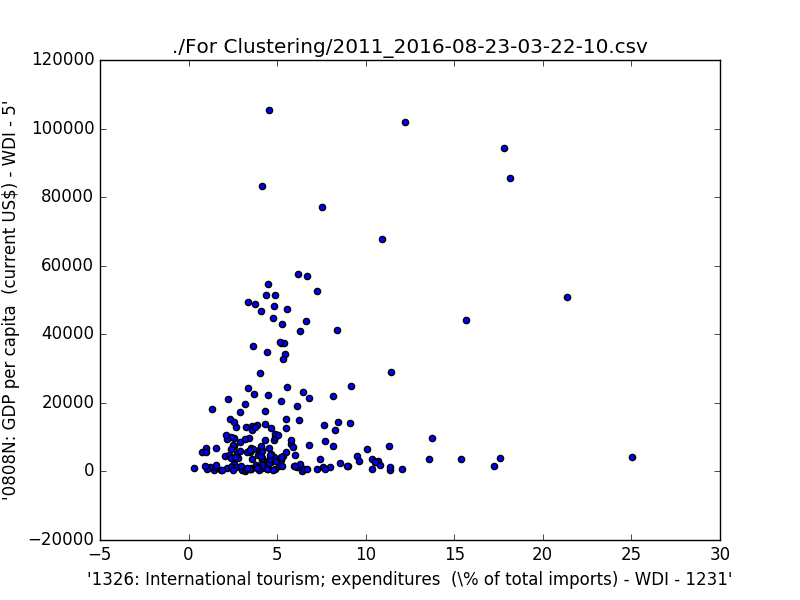 ./For Clustering/2011_2016-08-23-03-22-10.csv
120000
100000
80000
60000
40000
20000
0
−20000
'0808N: GDP per capita  (current US$) - WDI - 5'
−5 0 5 10 15 20 25 30
'1326: International tourism; expenditures  (\% of total imports) - WDI - 1231'